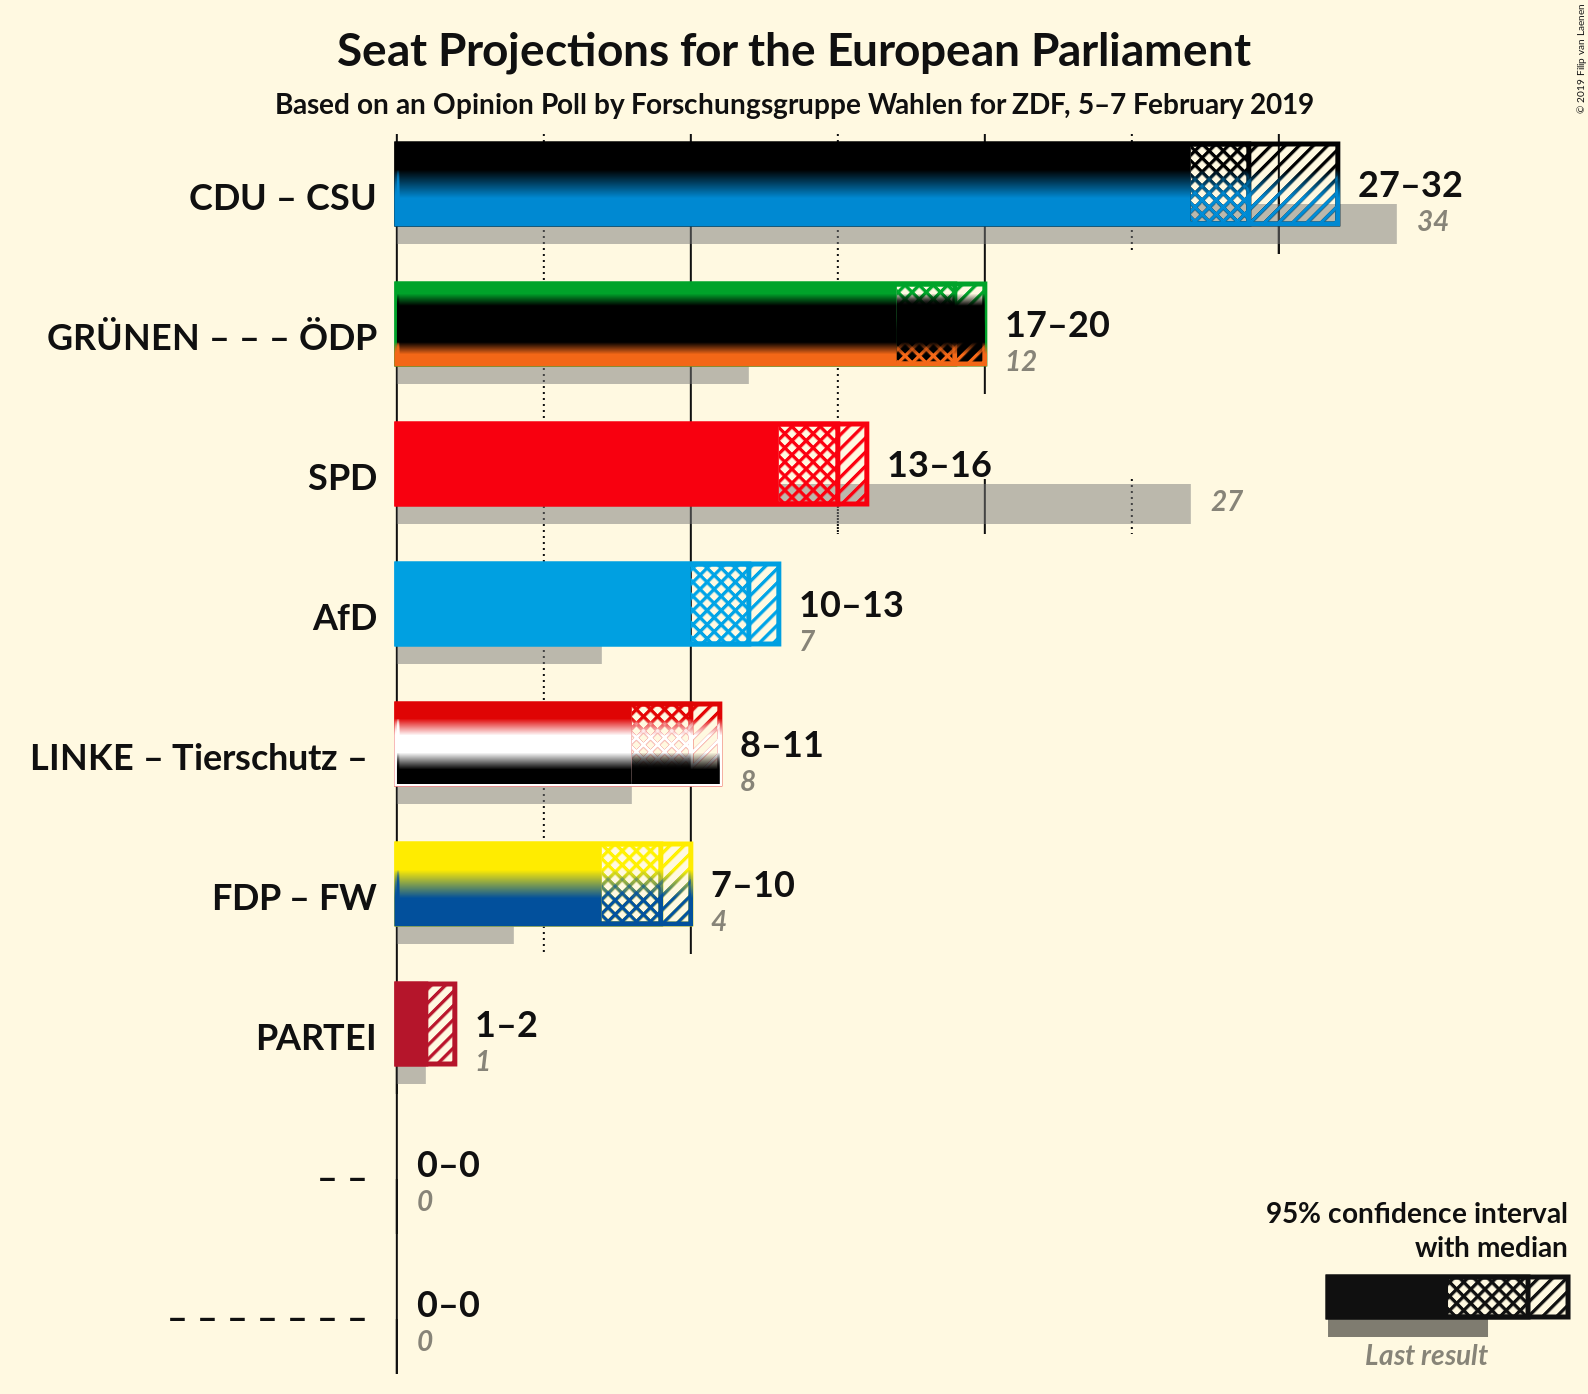 Seat Projections for the European Parliament
Based on an Opinion Poll by Forschungsgruppe Wahlen for ZDF, 5–7 February 2019
© 2019 Filip van Laenen
CDU – CSU
27–32
34
GRÜNEN – – – ÖDP
17–20
12
SPD
13–16
27
AfD
10–13
7
LINKE – Tierschutz –
8–11
8
FDP – FW
7–10
4
PARTEI
1–2
1
– –
0–0
0
– – – – – – –
0–0
0
95% confidence interval
with median
Last result